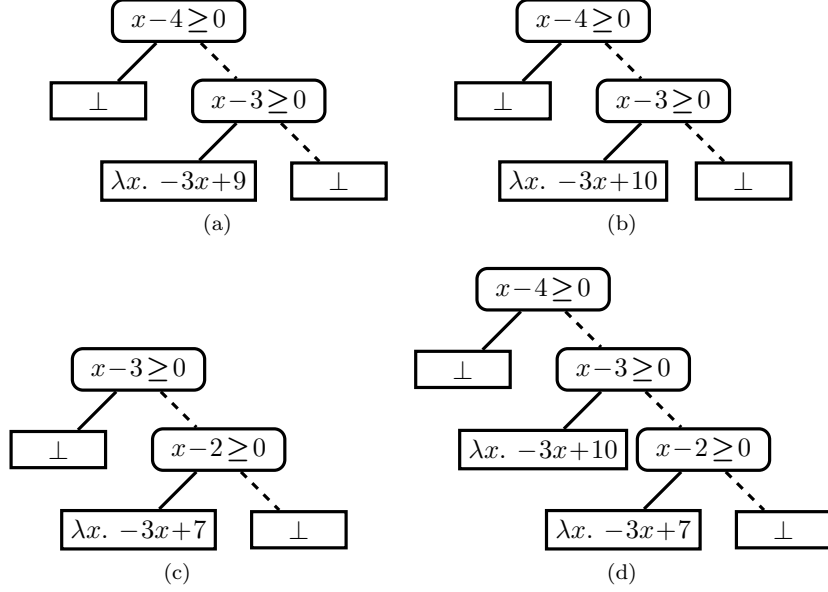 x−4≥0
x−4≥0
⊥
x−3≥0
⊥
x−3≥0
λx. −3x+9
⊥
λx. −3x+10
⊥
(a)
(b)
x−4≥0
x−3≥0
⊥
x−3≥0
⊥
x−2≥0
λx. −3x+10
x−2≥0
λx. −3x+7
⊥
λx. −3x+7
⊥
(c)
(d)